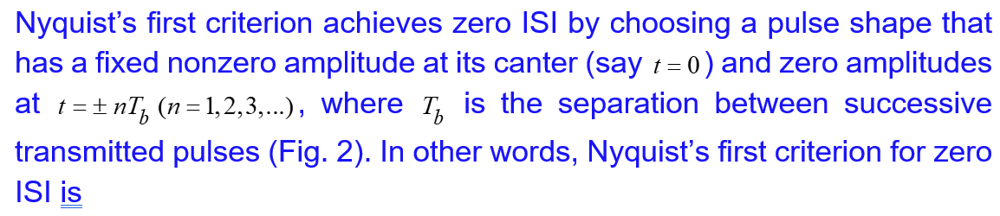 Nyquist’s first criterion achieves zero ISI by choosing a pulse shape that
has a fixed nonzero amplitude at its canter (say t = 0) and zero amplitudes
at t = ± nT_b (n = 1, 2, 3,...), where T_b is the separation between successive
transmitted pulses (Fig. 2). In other words, Nyquist’s first criterion for zero
ISI is